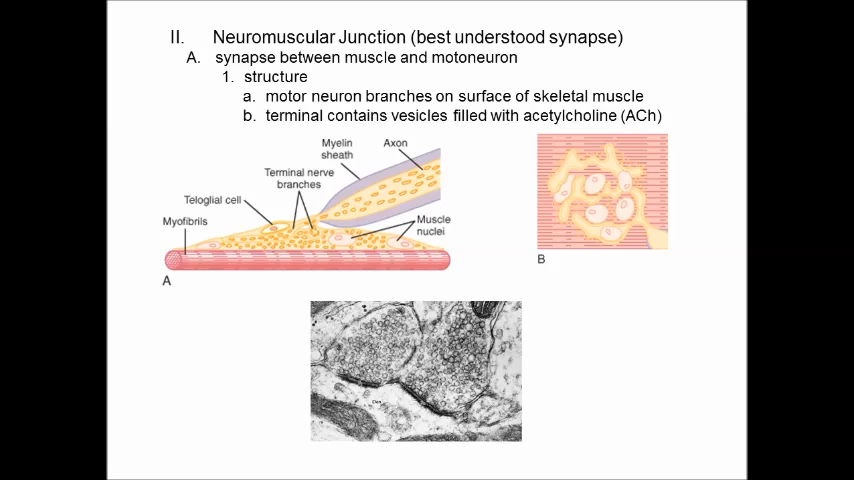 II. Neuromuscular Junction (best understood synapse)
A. synapse between muscle and motoneuron
1. structure
a. motor neuron branches on surface of skeletal muscle
b. terminal contains vesicles filled with acetylcholine (ACh)
Myelin
sheath
Axon
Terminal nerve
branches
Teloglial cell
Myofibrils
Muscle
nuclei
A
B